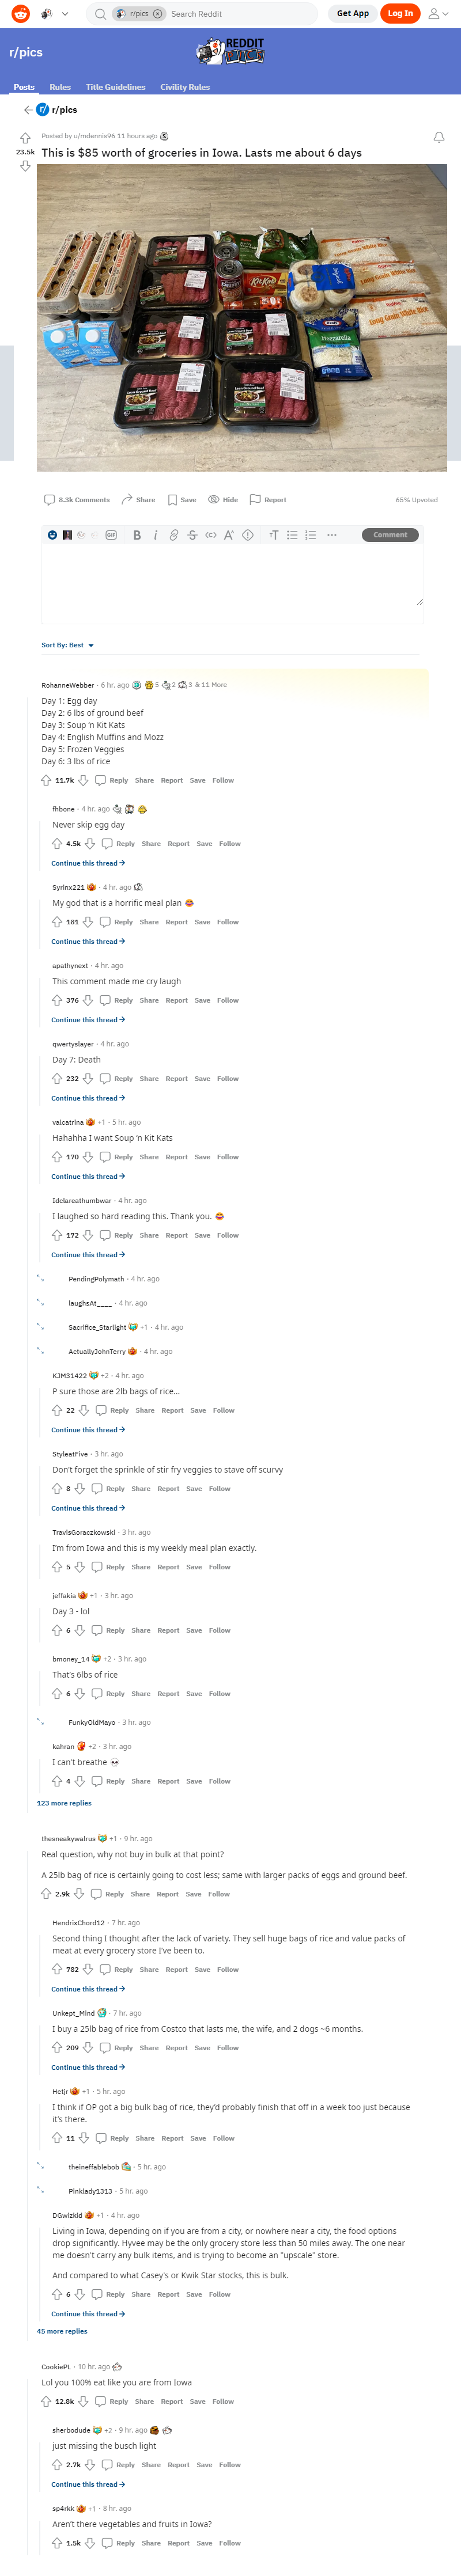 r/pics
Search Reddit
Get App
Log In
r/pics
REDDIT
Posts Rules Title Guidelines Civility Rules
r/pics
Posted by u/mdennis96 11 hours ago
23.5k
This is $85 worth of groceries in Iowa. Lasts me about 6 days
KitKat
Long Grain White Rice
Long Grain White Rice
Mozzarella
8.3k Comments Share Save Hide Report 65% Upvoted
GIF B i S A T
Comment
Sort By: Best
RohanneWebber · 6 hr. ago 5 2 3 & 11 More
Day 1: Egg day
Day 2: 6 lbs of ground beef
Day 3: Soup ‘n Kit Kats
Day 4: English Muffins and Mozz
Day 5: Frozen Veggies
Day 6: 3 lbs of rice
11.7k Reply Share Report Save Follow
fhbone · 4 hr. ago
Never skip egg day
4.5k Reply Share Report Save Follow
Continue this thread →
Syrinx221 · 4 hr. ago
My god that is a horrific meal plan 😂
181 Reply Share Report Save Follow
Continue this thread →
apathynext · 4 hr. ago
This comment made me cry laugh
376 Reply Share Report Save Follow
Continue this thread →
qwertyslayer · 4 hr. ago
Day 7: Death
232 Reply Share Report Save Follow
Continue this thread →
valcatrina +1 · 5 hr. ago
Hahahha I want Soup ‘n Kit Kats
170 Reply Share Report Save Follow
Continue this thread →
Idclareathumbwar · 4 hr. ago
I laughed so hard reading this. Thank you. 😂
172 Reply Share Report Save Follow
Continue this thread →
PendingPolymath · 4 hr. ago
laughsAt____ · 4 hr. ago
Sacrifice_Starlight +1 · 4 hr. ago
ActuallyJohnTerry · 4 hr. ago
KJM31422 +2 · 4 hr. ago
P sure those are 2lb bags of rice…
22 Reply Share Report Save Follow
Continue this thread →
StyleatFive · 3 hr. ago
Don’t forget the sprinkle of stir fry veggies to stave off scurvy
8 Reply Share Report Save Follow
Continue this thread →
TravisGoraczkowski · 3 hr. ago
I’m from Iowa and this is my weekly meal plan exactly.
5 Reply Share Report Save Follow
jeffakia +1 · 3 hr. ago
Day 3 - lol
6 Reply Share Report Save Follow
bmoney_14 +2 · 3 hr. ago
That’s 6lbs of rice
6 Reply Share Report Save Follow
FunkyOldMayo · 3 hr. ago
kahran +2 · 3 hr. ago
I can't breathe 💀
4 Reply Share Report Save Follow
123 more replies
thesneakywalrus +1 · 9 hr. ago
Real question, why not buy in bulk at that point?
A 25lb bag of rice is certainly going to cost less; same with larger packs of eggs and ground beef.
2.9k Reply Share Report Save Follow
HendrixChord12 · 7 hr. ago
Second thing I thought after the lack of variety. They sell huge bags of rice and value packs of
meat at every grocery store I’ve been to.
782 Reply Share Report Save Follow
Continue this thread →
Unkept_Mind · 7 hr. ago
I buy a 25lb bag of rice from Costco that lasts me, the wife, and 2 dogs ~6 months.
209 Reply Share Report Save Follow
Continue this thread →
Hetjr +1 · 5 hr. ago
I think if OP got a big bulk bag of rice, they’d probably finish that off in a week too just because
it’s there.
11 Reply Share Report Save Follow
theineffablebob · 5 hr. ago
Pinklady1313 · 5 hr. ago
DGwizkid +1 · 4 hr. ago
Living in Iowa, depending on if you are from a city, or nowhere near a city, the food options
drop significantly. Hyvee may be the only grocery store less than 50 miles away. The one near
me doesn't carry any bulk items, and is trying to become an "upscale" store.
And compared to what Casey's or Kwik Star stocks, this is bulk.
6 Reply Share Report Save Follow
Continue this thread →
45 more replies
CookiePL · 10 hr. ago
Lol you 100% eat like you are from Iowa
12.8k Reply Share Report Save Follow
sherbodude +2 · 9 hr. ago
just missing the busch light
2.7k Reply Share Report Save Follow
Continue this thread →
sp4rkk +1 · 8 hr. ago
Aren’t there vegetables and fruits in Iowa?
1.5k Reply Share Report Save Follow